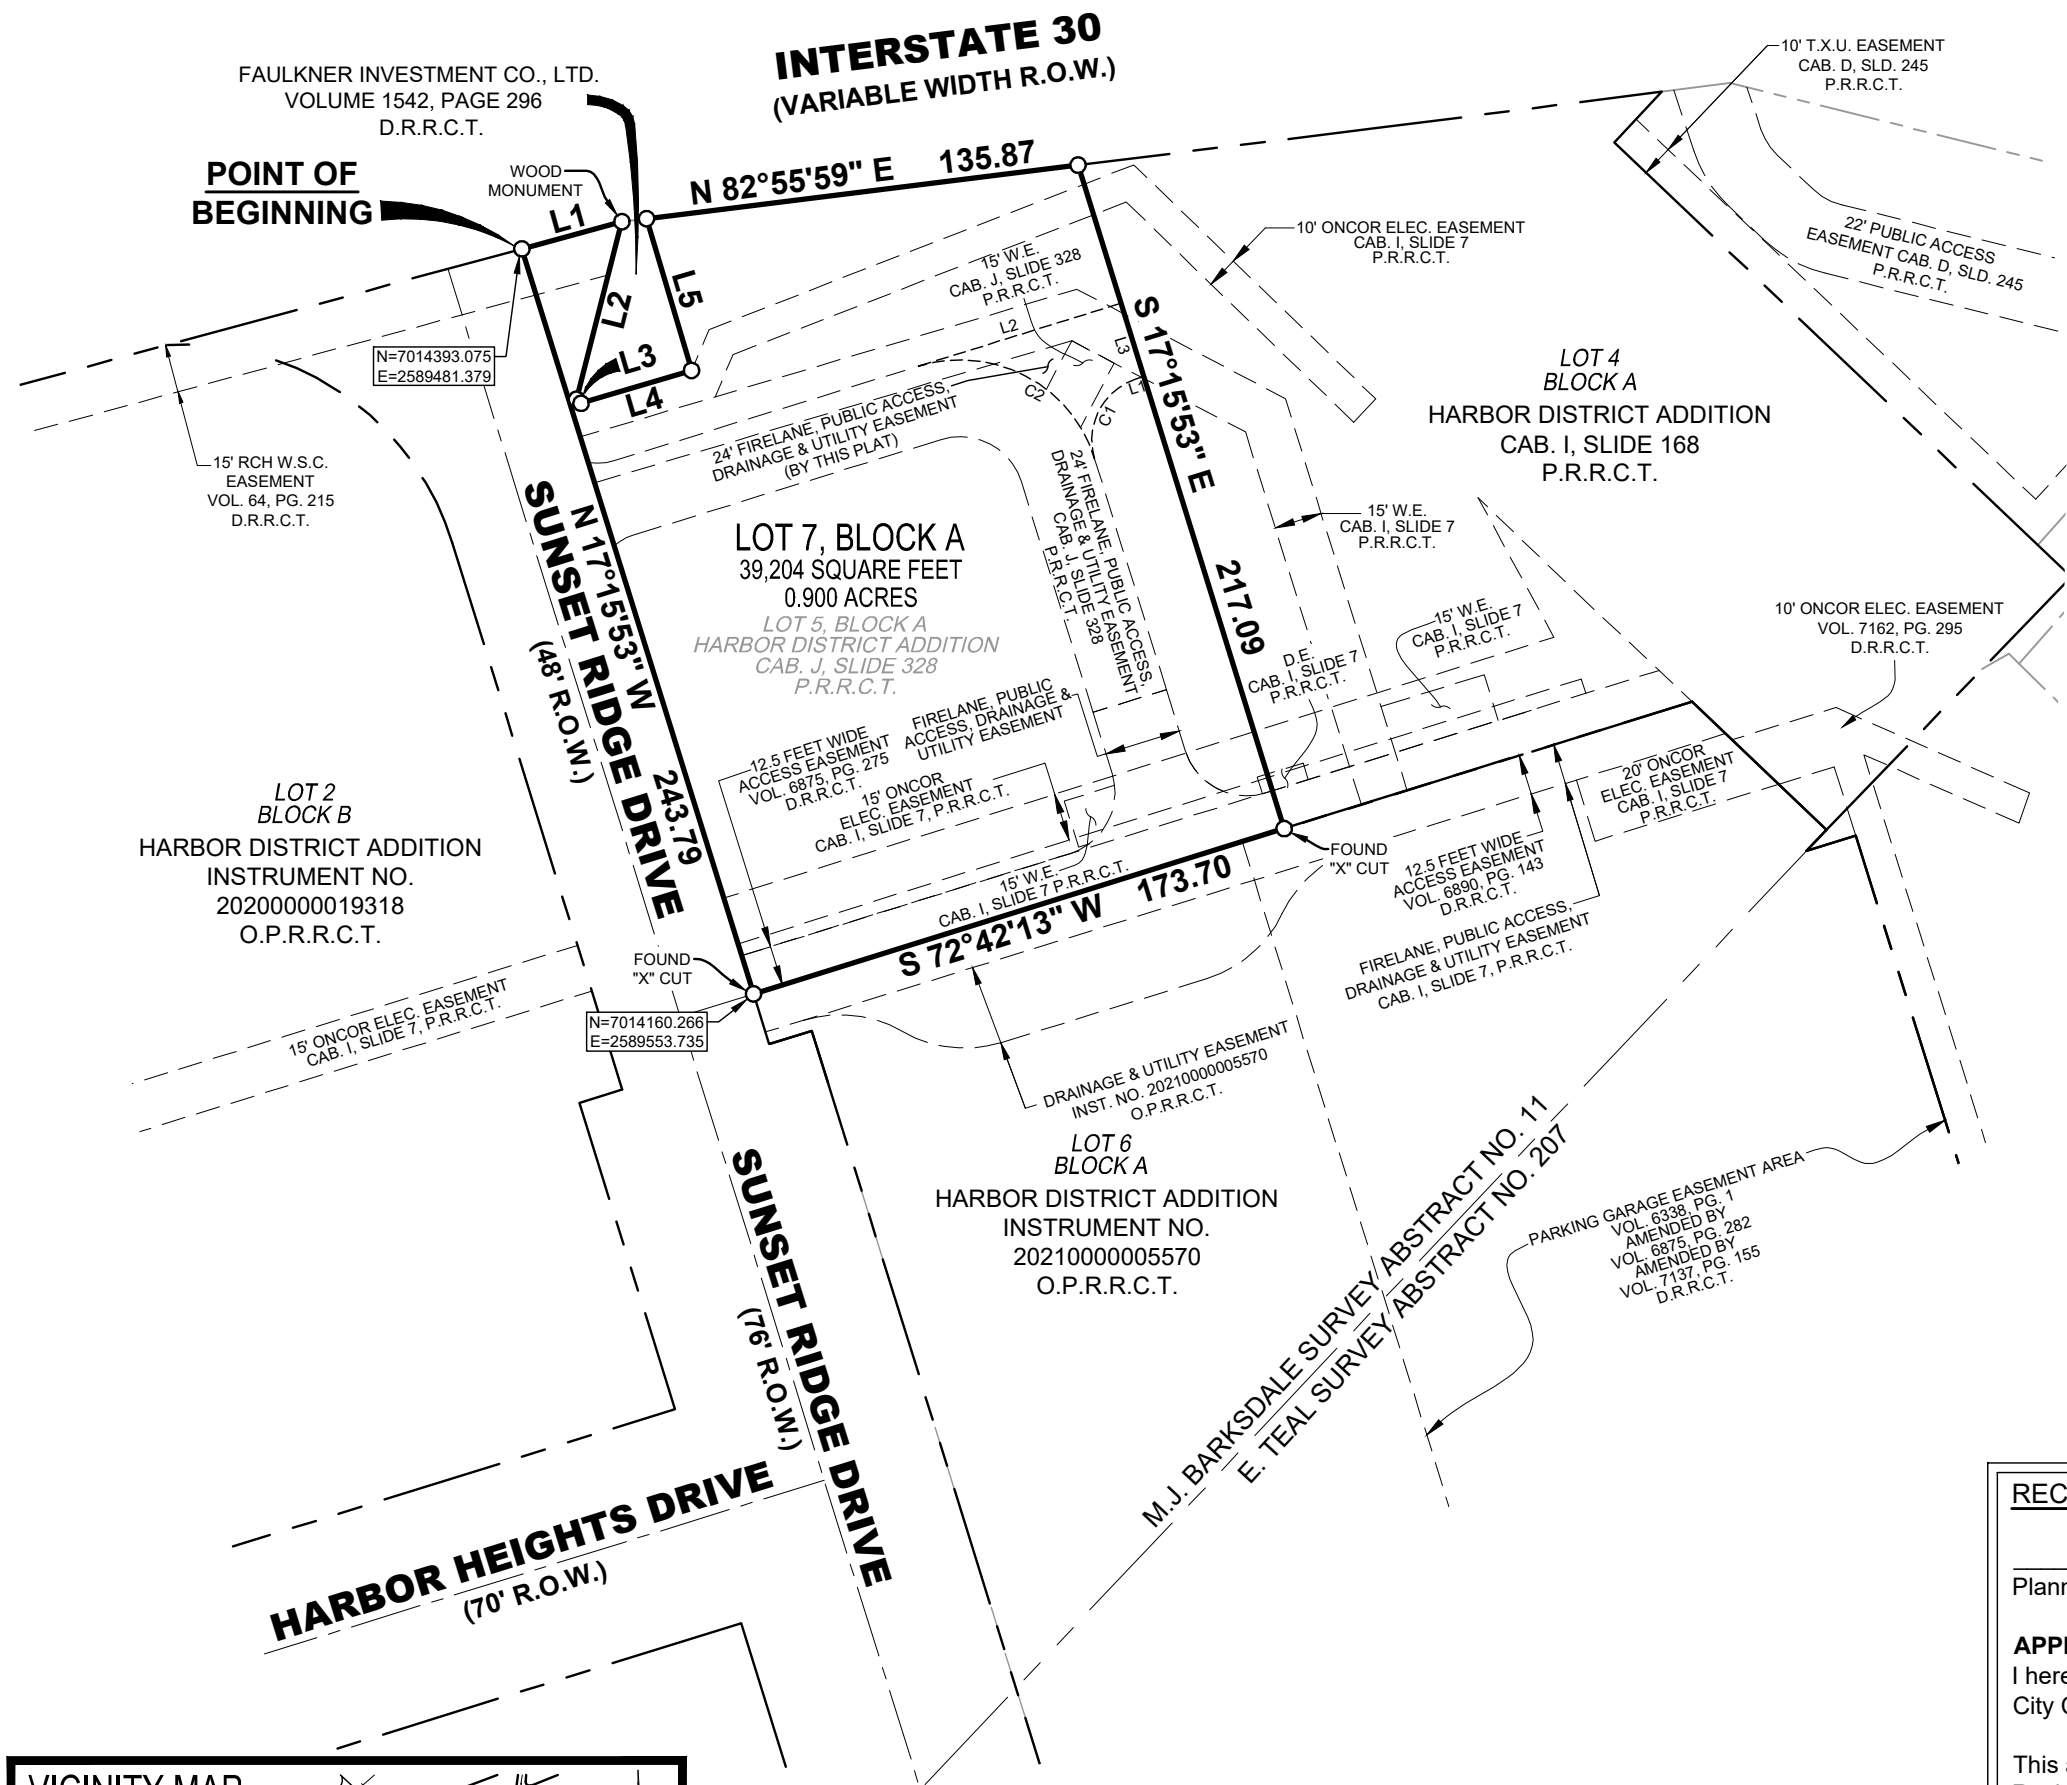 INTERSTATE 30
(VARIABLE WIDTH R.O.W.)
FAULKNER INVESTMENT CO., LTD.
VOLUME 1542, PAGE 296
D.R.R.C.T.
10' T.X.U. EASEMENT
CAB. D, SLD. 245
P.R.R.C.T.
POINT OF
BEGINNING
WOOD
MONUMENT
L1
N 82°55'59" E 135.87
L2
L3
L4
L5
N=7014393.075
E=2589481.379
10' ONCOR ELEC. EASEMENT
CAB. I, SLIDE 7
P.R.R.C.T.
22' PUBLIC ACCESS
EASEMENT CAB. D, SLD. 245
P.R.R.C.T.
15' W.E.
CAB. J, SLIDE 328
P.R.R.C.T.
L2
L3
L1
C2
C1
S 17°15'53" E 217.09
LOT 4
BLOCK A
HARBOR DISTRICT ADDITION
CAB. I, SLIDE 168
P.R.R.C.T.
15' RCH W.S.C.
EASEMENT
VOL. 64, PG. 215
D.R.R.C.T.
24' FIRELANE, PUBLIC ACCESS,
DRAINAGE & UTILITY EASEMENT
(BY THIS PLAT)
24' FIRELANE, PUBLIC ACCESS,
DRAINAGE & UTILITY EASEMENT
CAB. J, SLIDE 328
P.R.R.C.T.
15' W.E.
CAB. I, SLIDE 7
P.R.R.C.T.
SUNSET RIDGE DRIVE
(48' R.O.W.)
N 17°15'53" W 243.79
LOT 7, BLOCK A
39,204 SQUARE FEET
0.900 ACRES
LOT 5, BLOCK A
HARBOR DISTRICT ADDITION
CAB. J, SLIDE 328
P.R.R.C.T.
15' W.E.
CAB. I, SLIDE 7
P.R.R.C.T.
D.E.
CAB. I, SLIDE 7
P.R.R.C.T.
10' ONCOR ELEC. EASEMENT
VOL. 7162, PG. 295
D.R.R.C.T.
12.5 FEET WIDE
ACCESS EASEMENT
VOL. 6875, PG. 275
D.R.R.C.T.
FIRELANE, PUBLIC
ACCESS, DRAINAGE &
UTILITY EASEMENT
15' ONCOR
ELEC. EASEMENT
CAB. I, SLIDE 7, P.R.R.C.T.
20' ONCOR
ELEC. EASEMENT
CAB. I, SLIDE 7
P.R.R.C.T.
LOT 2
BLOCK B
HARBOR DISTRICT ADDITION
INSTRUMENT NO.
20200000019318
O.P.R.R.C.T.
15' W.E.
CAB. I, SLIDE 7 P.R.R.C.T.
S 72°42'13" W 173.70
FOUND
"X" CUT
12.5 FEET WIDE
ACCESS EASEMENT
VOL. 6890, PG. 143
D.R.R.C.T.
FIRELANE, PUBLIC ACCESS,
DRAINAGE & UTILITY EASEMENT
CAB. I, SLIDE 7, P.R.R.C.T.
FOUND
"X" CUT
N=7014160.266
E=2589553.735
15' ONCOR ELEC. EASEMENT
CAB. I, SLIDE 7, P.R.R.C.T.
DRAINAGE & UTILITY EASEMENT
INST. NO. 20210000005570
O.P.R.R.C.T.
LOT 6
BLOCK A
HARBOR DISTRICT ADDITION
INSTRUMENT NO.
20210000005570
O.P.R.R.C.T.
M.J. BARKSDALE SURVEY ABSTRACT NO. 11
E. TEAL SURVEY ABSTRACT NO. 207
PARKING GARAGE EASEMENT AREA
VOL. 6338, PG. 1
AMENDED BY
VOL. 6875, PG. 282
AMENDED BY
VOL. 7137, PG. 155
D.R.R.C.T.
SUNSET RIDGE DRIVE
(76' R.O.W.)
HARBOR HEIGHTS DRIVE
(70' R.O.W.)
REC
Plann
APP
I here
City C
This
VICINITY MAP